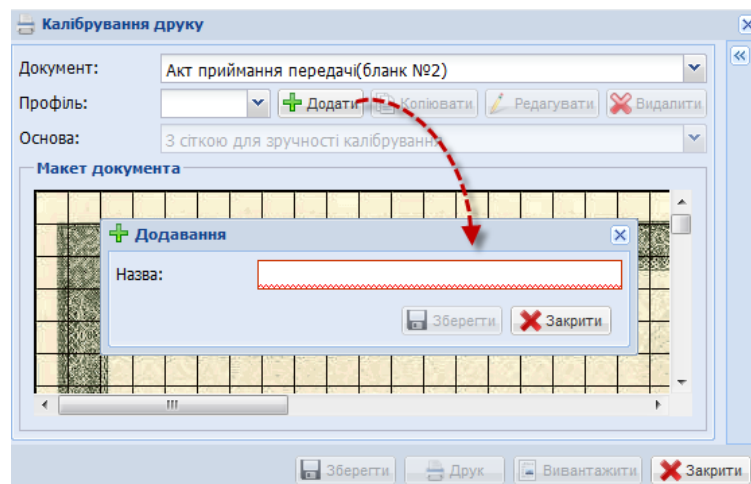 Калібрування друку
Документ: Акт приймання передачі(бланк №2)
Профіль: Додати Копіювати Редагувати Видалити
Основа: З сіткою для зручності калібрування
Макет документа
Додавання
Назва:
Зберегти Закрити
Зберегти Друк Вивантажити Закрити